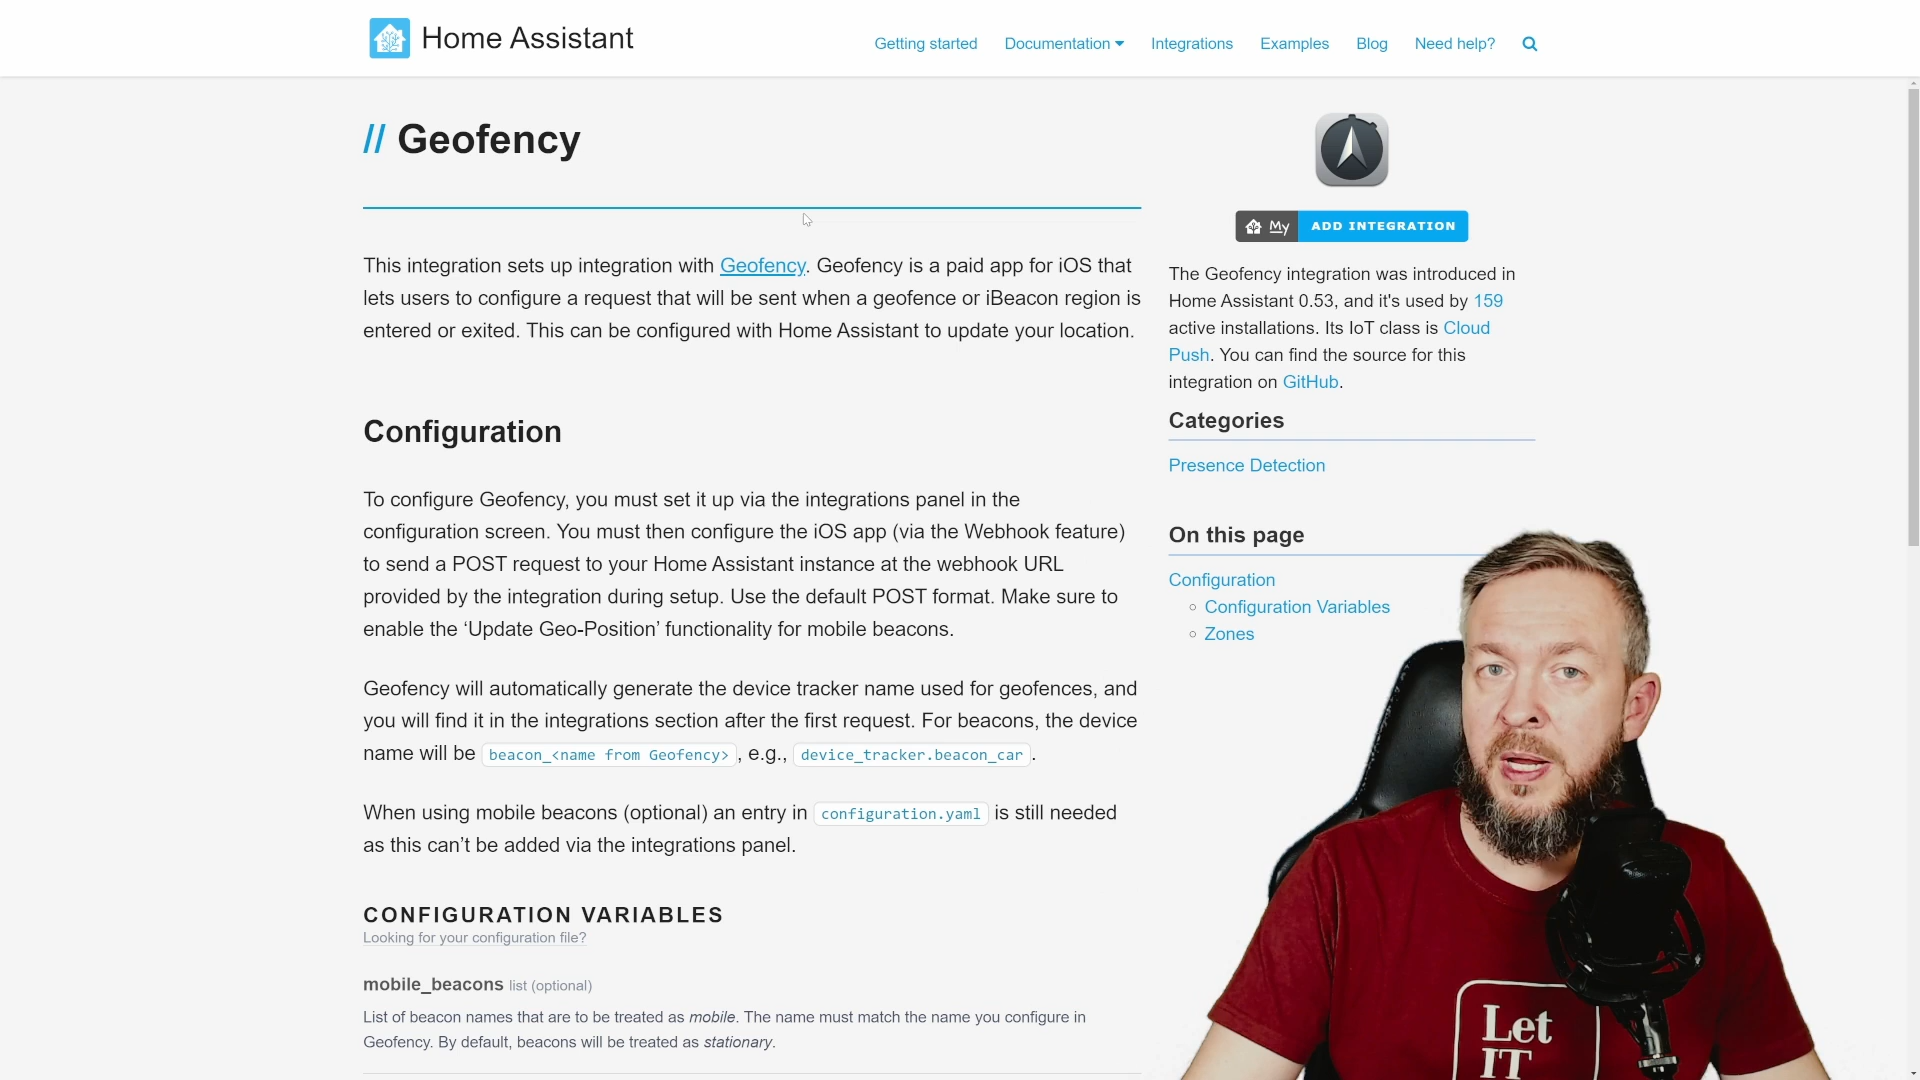 Home Assistant
Getting started
Documentation
Integrations
Examples
Blog
Need help?
// Geofency
This integration sets up integration with Geofency. Geofency is a paid app for iOS that
lets users to configure a request that will be sent when a geofence or iBeacon region is
entered or exited. This can be configured with Home Assistant to update your location.
Configuration
To configure Geofency, you must set it up via the integrations panel in the
configuration screen. You must then configure the iOS app (via the Webhook feature)
to send a POST request to your Home Assistant instance at the webhook URL
provided by the integration during setup. Use the default POST format. Make sure to
enable the ‘Update Geo-Position’ functionality for mobile beacons.
Geofency will automatically generate the device tracker name used for geofences, and
you will find it in the integrations section after the first request. For beacons, the device
name will be beacon_<name from Geofency>, e.g., device_tracker.beacon_car.
When using mobile beacons (optional) an entry in configuration.yaml is still needed
as this can’t be added via the integrations panel.
CONFIGURATION VARIABLES
Looking for your configuration file?
mobile_beacons list (optional)
List of beacon names that are to be treated as mobile. The name must match the name you configure in
Geofency. By default, beacons will be treated as stationary.
My ADD INTEGRATION
The Geofency integration was introduced in
Home Assistant 0.53, and it's used by 159
active installations. Its IoT class is Cloud
Push. You can find the source for this
integration on GitHub.
Categories
Presence Detection
On this page
Configuration
Configuration Variables
Zones
Let
IT